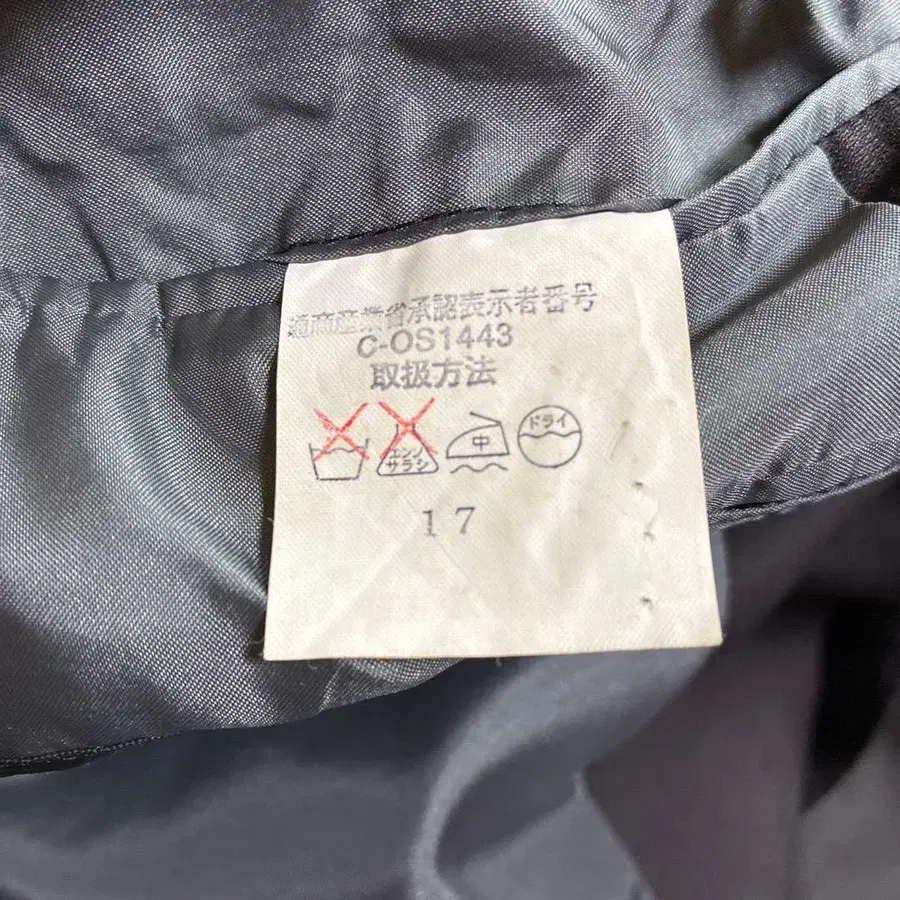 通商産業省承認表示者番号
C-OS1443
取扱方法
エンソ
サラシ
中
ドライ
17